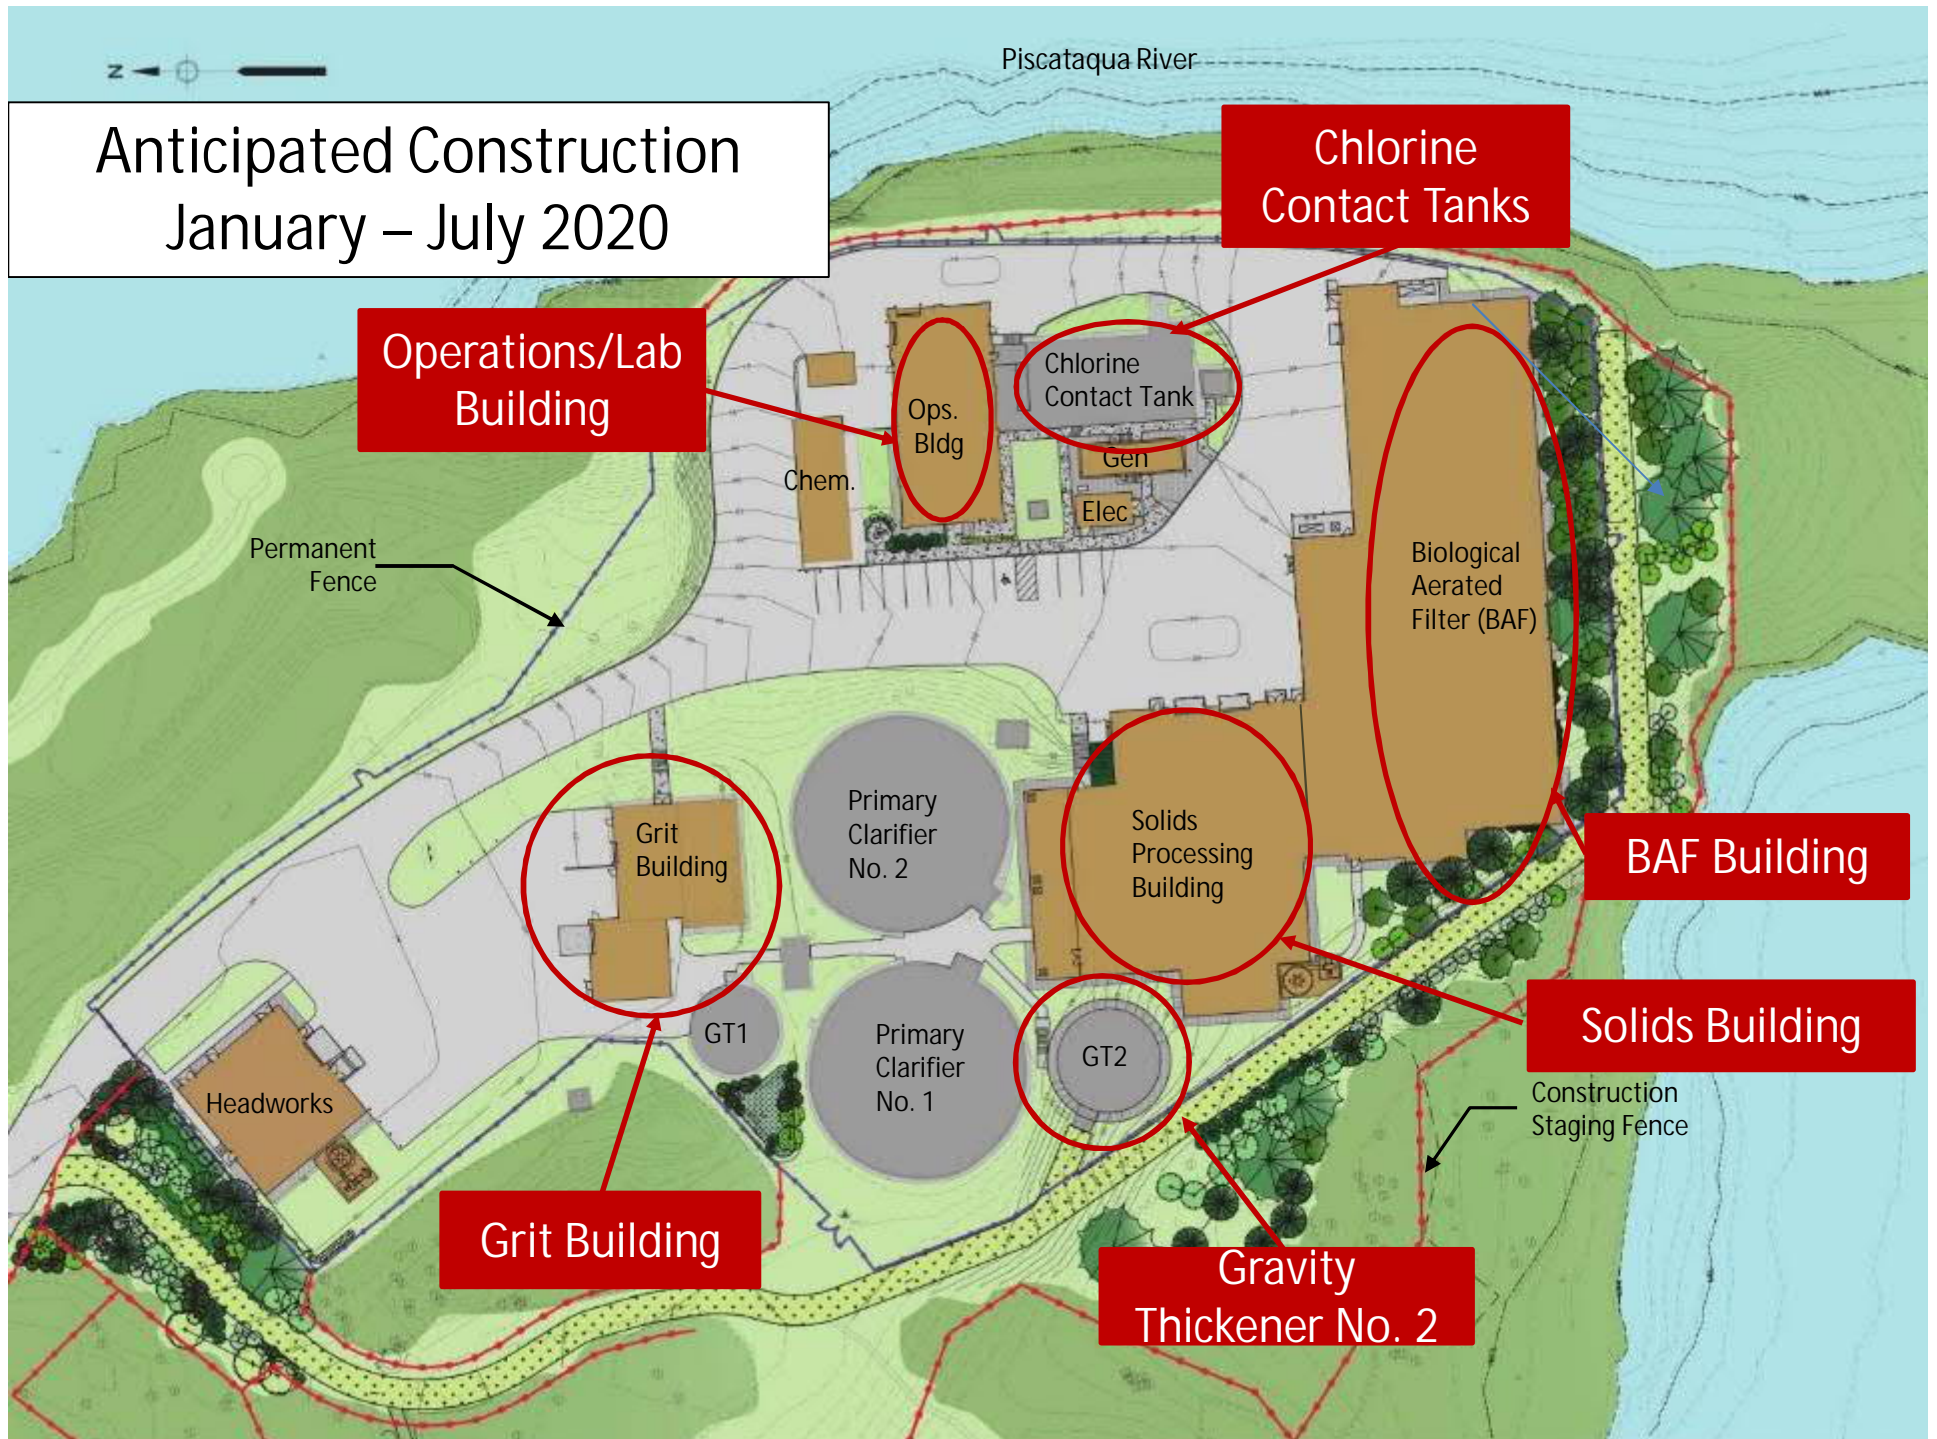 Piscataqua River
N
Anticipated Construction
January – July 2020
Chlorine
Contact Tanks
Operations/Lab
Building
Chlorine
Contact Tank
Ops.
Bldg
Gen
Chem.
Elec
Permanent
Fence
Biological
Aerated
Filter (BAF)
Primary
Clarifier
No. 2
Grit
Building
Solids
Processing
Building
BAF Building
Solids Building
GT1
Primary
Clarifier
No. 1
GT2
Headworks
Construction
Staging Fence
Grit Building
Gravity
Thickener No. 2